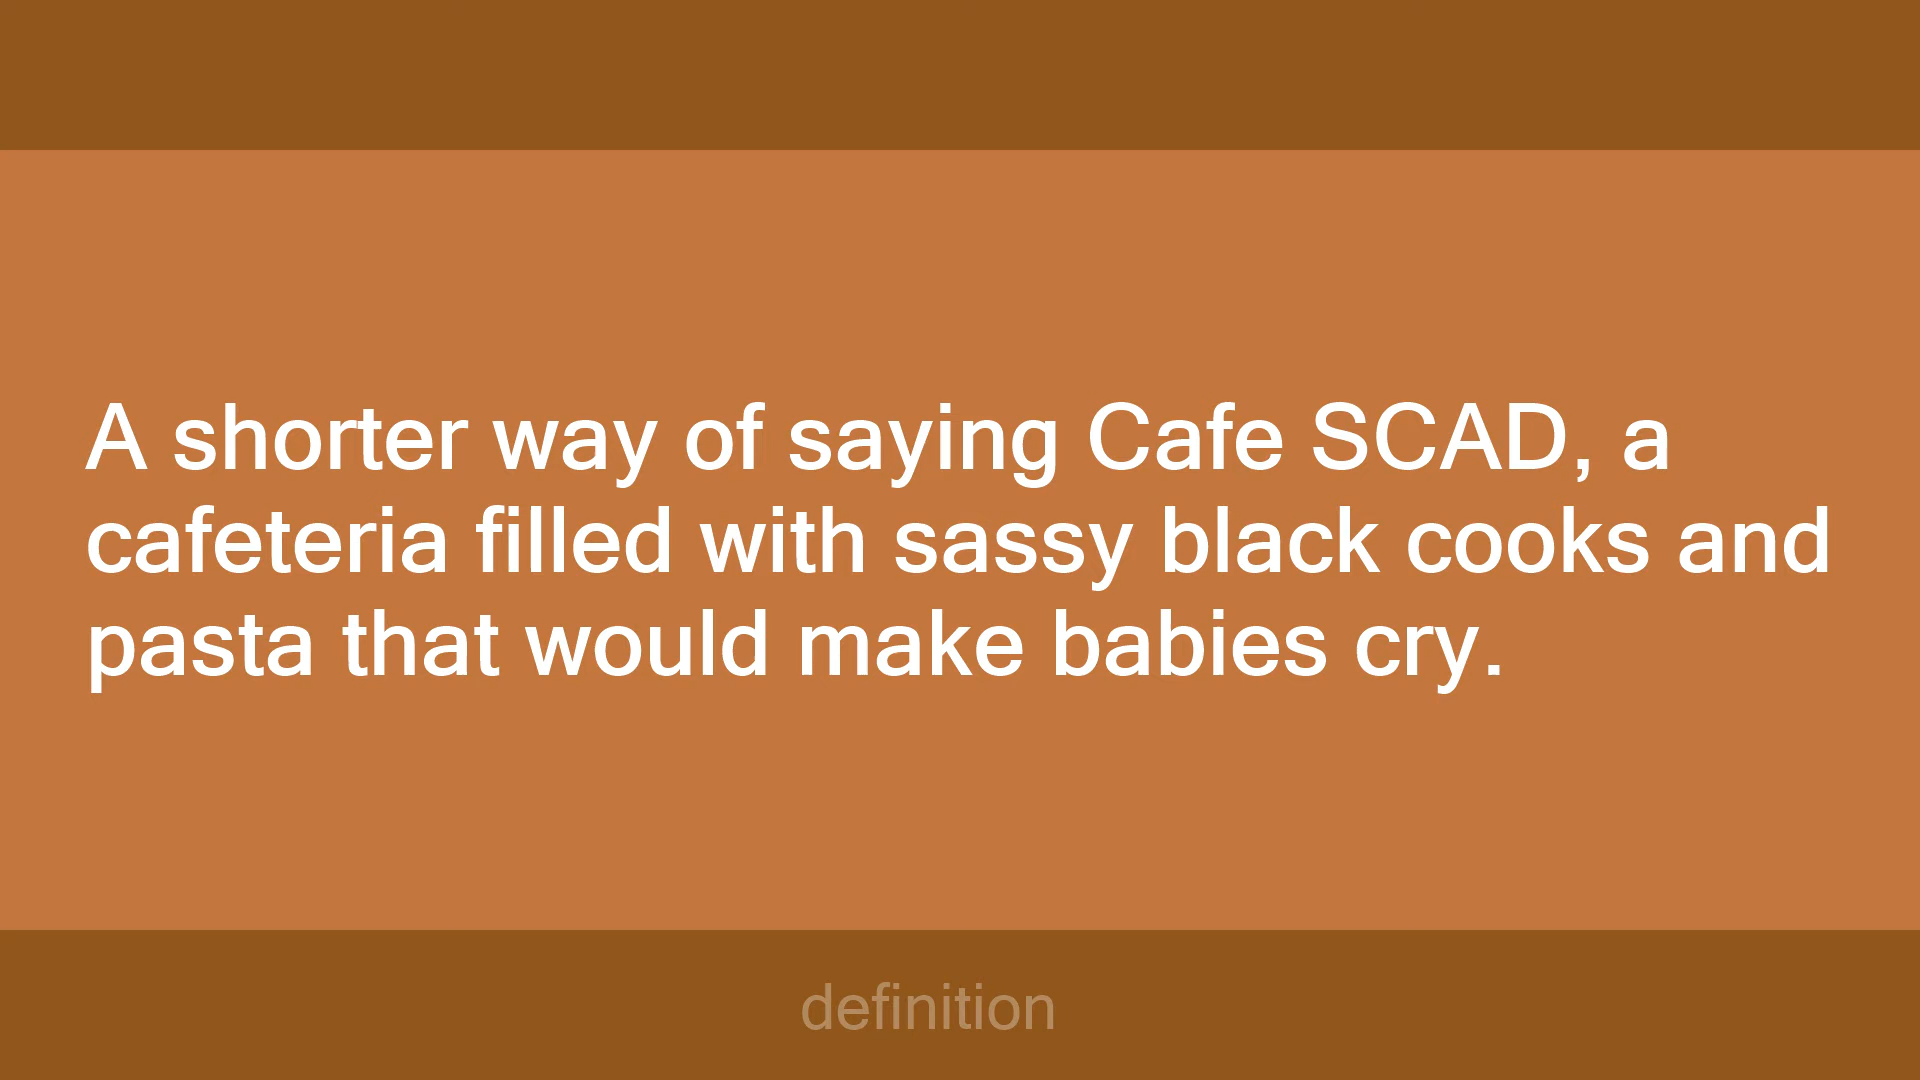 A shorter way of saying Cafe SCAD, a
cafeteria filled with sassy black cooks and
pasta that would make babies cry.
definition